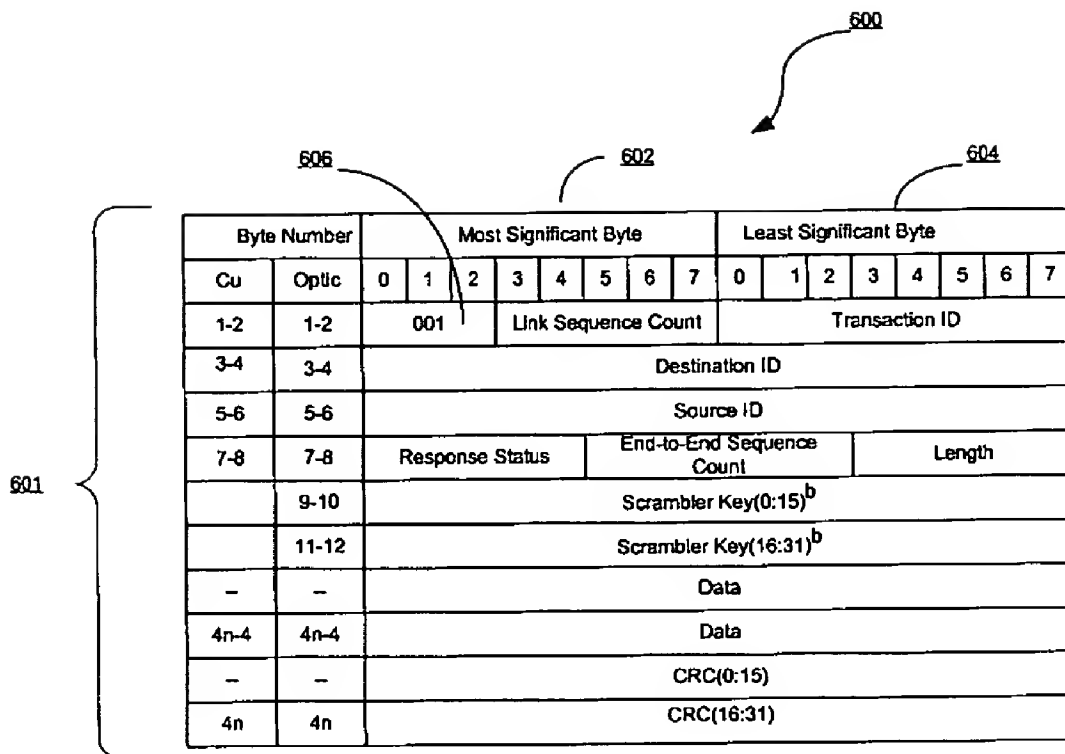 600
606 602 604
Byte Number Most Significant Byte Least Significant Byte
Cu Optic 0 1 2 3 4 5 6 7 0 1 2 3 4 5 6 7
1-2 1-2 001 Link Sequence Count Transaction ID
3-4 3-4 Destination ID
5-6 5-6 Source ID
7-8 7-8 Response Status End-to-End Sequence Count Length
601
9-10 Scrambler Key(0:15)b
11-12 Scrambler Key(16:31)b
– – Data
4n-4 4n-4 Data
– – CRC(0:15)
4n 4n CRC(16:31)